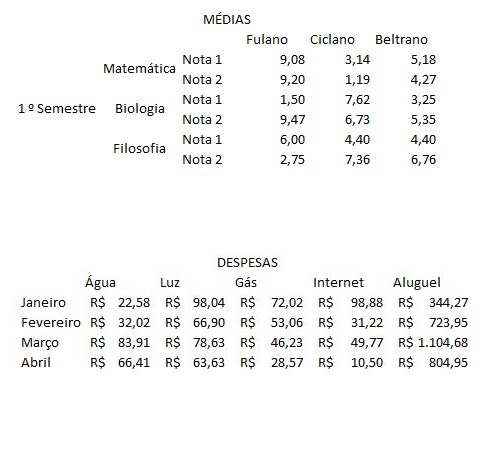 MÉDIAS
Fulano Ciclano Beltrano
Matemática Nota 1 9,08 3,14 5,18
Nota 2 9,20 1,19 4,27
1 º Semestre Biologia Nota 1 1,50 7,62 3,25
Nota 2 9,47 6,73 5,35
Filosofia Nota 1 6,00 4,40 4,40
Nota 2 2,75 7,36 6,76
DESPESAS
Água Luz Gás Internet Aluguel
Janeiro R$ 22,58 R$ 98,04 R$ 72,02 R$ 98,88 R$ 344,27
Fevereiro R$ 32,02 R$ 66,90 R$ 53,06 R$ 31,22 R$ 723,95
Março R$ 83,91 R$ 78,63 R$ 46,23 R$ 49,77 R$ 1.104,68
Abril R$ 66,41 R$ 63,63 R$ 28,57 R$ 10,50 R$ 804,95